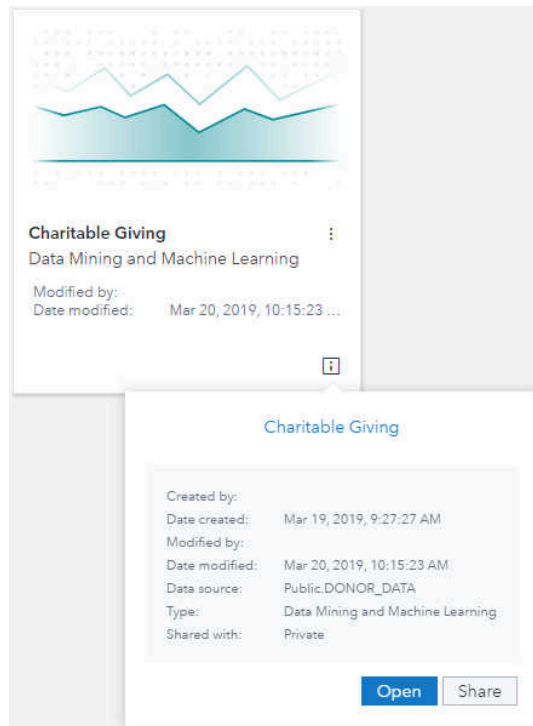 Charitable Giving
Data Mining and Machine Learning
Modified by:
Date modified: Mar 20, 2019, 10:15:23 ...
Charitable Giving
Created by:
Date created: Mar 19, 2019, 9:27:27 AM
Modified by:
Date modified: Mar 20, 2019, 10:15:23 AM
Data source: Public.DONOR_DATA
Type: Data Mining and Machine Learning
Shared with: Private
Open Share